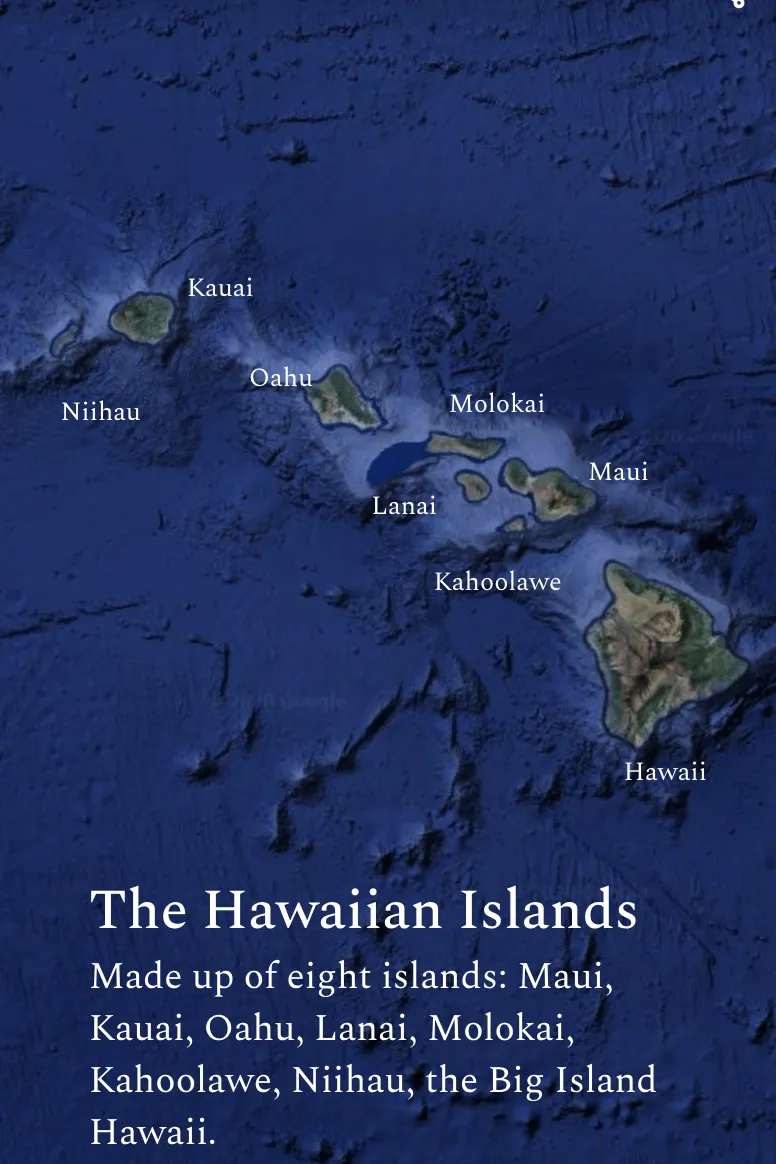 Kauai
Oahu
Niihau
Molokai
Maui
Lanai
Kahoolawe
Hawaii
The Hawaiian Islands
Made up of eight islands: Maui,
Kauai, Oahu, Lanai, Molokai,
Kahoolawe, Niihau, the Big Island
Hawaii.